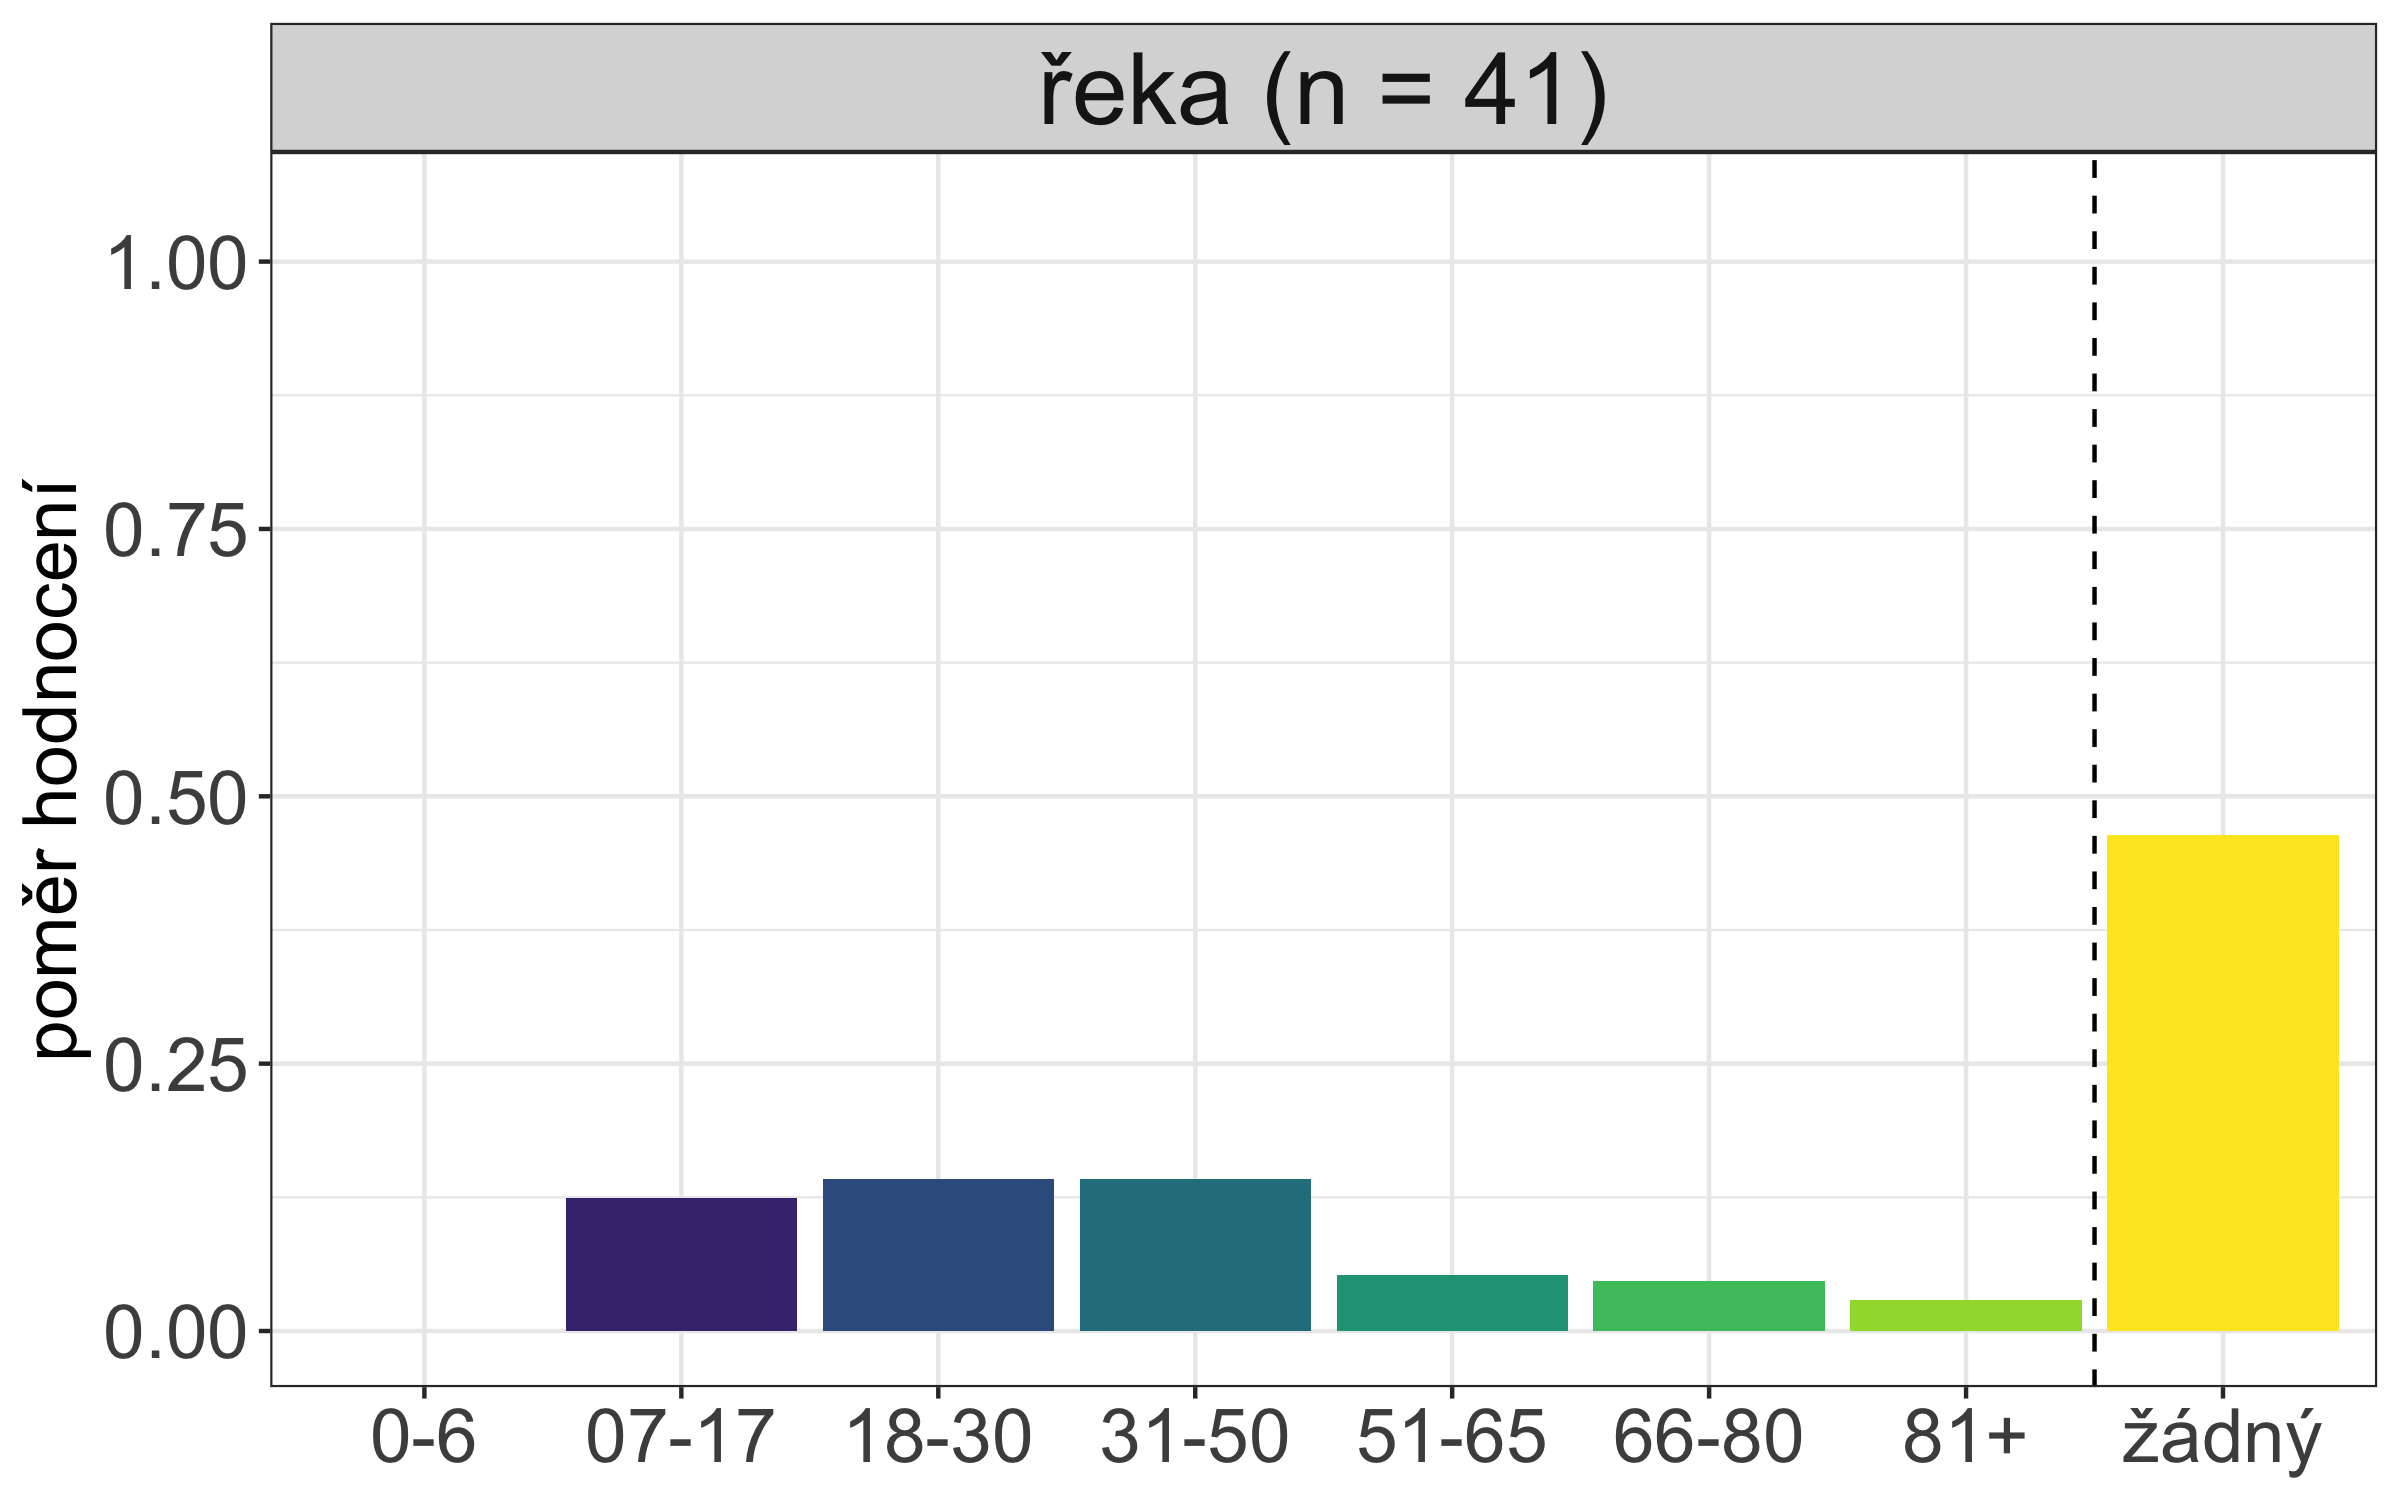 řeka (n = 41)
poměr hodnocení
1.00
0.75
0.50
0.25
0.00
0-6 07-17 18-30 31-50 51-65 66-80 81+ žádný